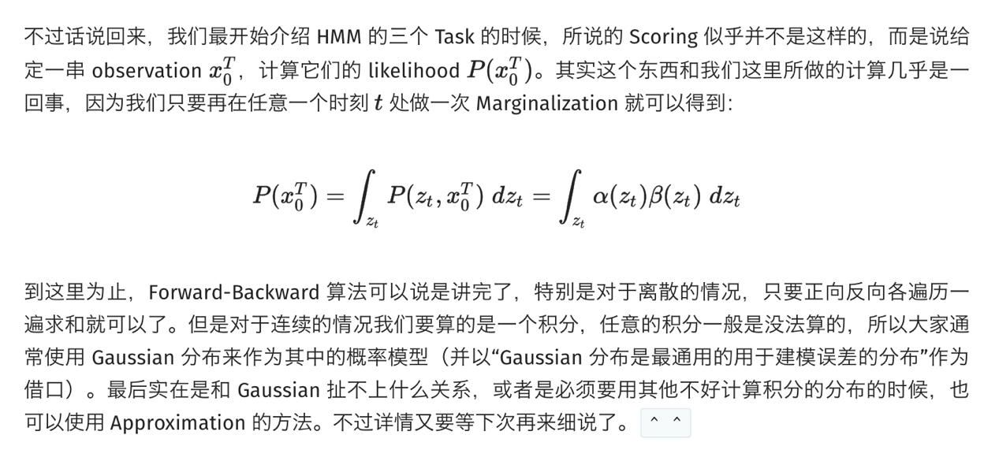 不过话说回来，我们最开始介绍 HMM 的三个 Task 的时候，所说的 Scoring 似乎并不是这样的，而是说给
定一串 observation $x_0^T$，计算它们的 likelihood $P(x_0^T)$。其实这个东西和我们这里所做的计算几乎是一
回事，因为我们只要再在任意一个时刻 $t$ 处做一次 Marginalization 就可以得到：
$P(x_0^T) = \int_{z_t} P(z_t, x_0^T) \, dz_t = \int_{z_t} \alpha(z_t)\beta(z_t) \, dz_t$
到这里为止，Forward-Backward 算法可以说是讲完了，特别是对于离散的情况，只要正向反向各遍历一
遍求和就可以了。但是对于连续的情况我们要算的是一个积分，任意的积分一般是没法算的，所以大家通
常使用 Gaussian 分布来作为其中的概率模型（并以“Gaussian 分布是最通用的用于建模误差的分布”作为
借口）。最后实在是和 Gaussian 扯不上什么关系，或者是必须要用其他不好计算积分的分布的时候，也
可以使用 Approximation 的方法。不过详情又要等下次再来细说了。 ^ ^